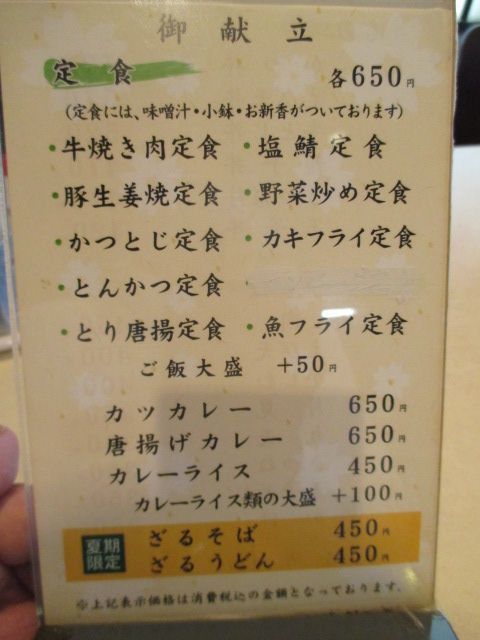 御献立
定食 各650円
(定食には、味噌汁・小鉢・お新香がついております)
・牛焼き肉定食 ・塩鯖定食
・豚生姜焼定食 ・野菜炒め定食
・かつとじ定食 ・カキフライ定食
・とんかつ定食
・とり唐揚定食 ・魚フライ定食
ご飯大盛 +50円
カツカレー 650円
唐揚げカレー 650円
カレーライス 450円
カレーライス類の大盛 +100円
夏期限定
ざるそば 450円
ざるうどん 450円
※上記表示価格は消費税込の金額となっております。